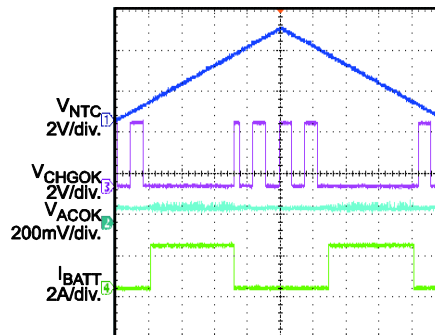 VNTC
1
2V/div.
VCHGOK
3
2V/div.
VACOK
2
200mV/div.
IBATT
4
2A/div.